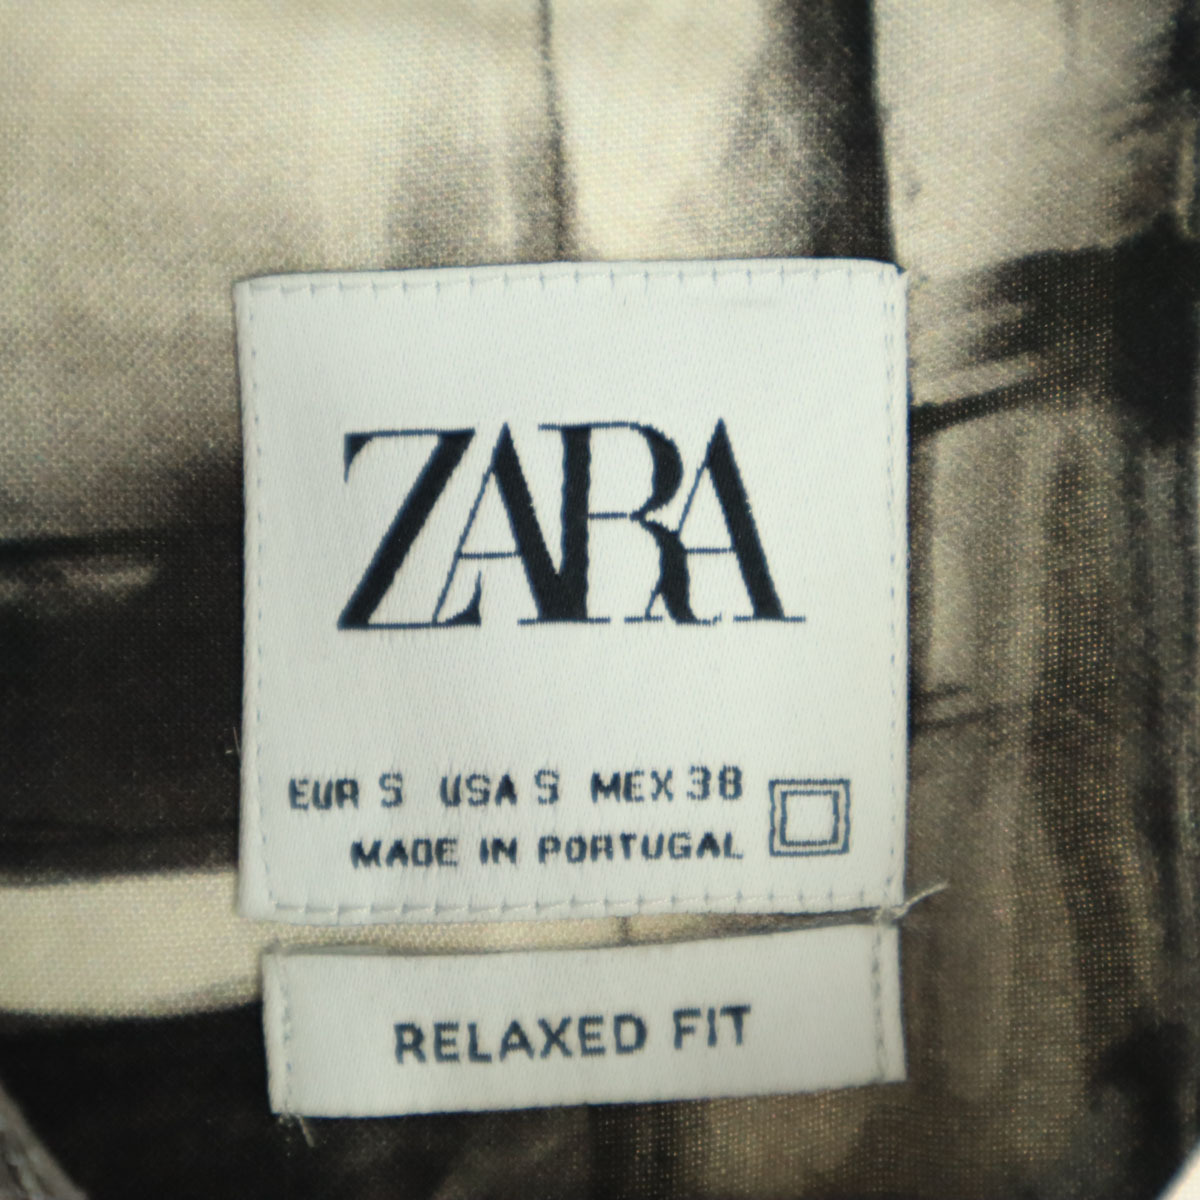 ZARA
EUR S USA S MEX 38
MADE IN PORTUGAL
RELAXED FIT